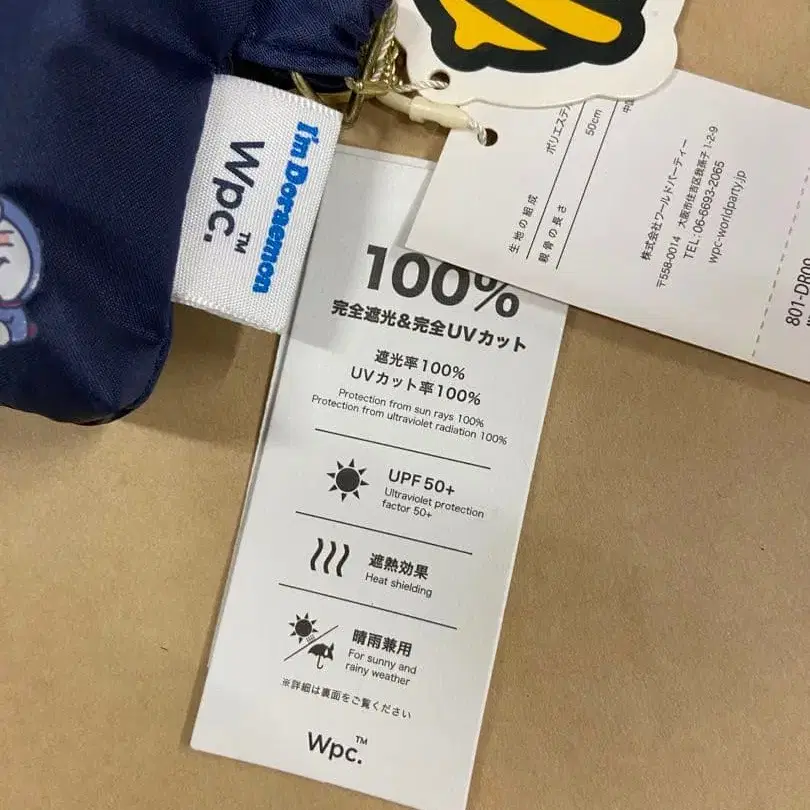 I'm Doraemon
Wpc.™
100%
完全遮光&完全UVカット
遮光率100%
UVカット率100%
Protection from sun rays 100%
Protection from ultraviolet radiation 100%
UPF 50+
Ultraviolet protection
factor 50+
遮熱効果
Heat shielding
晴雨兼用
For sunny and
rainy weather
※詳細は裏面をご覧ください
Wpc.™
生地の組成
ポリエステ
親骨の長さ
50cm
株式会社ワールドパーティー
〒558-0014 大阪市住吉区我孫子1-2-9
TEL:06-6693-2065
wpc-worldparty.jp
801-DR00